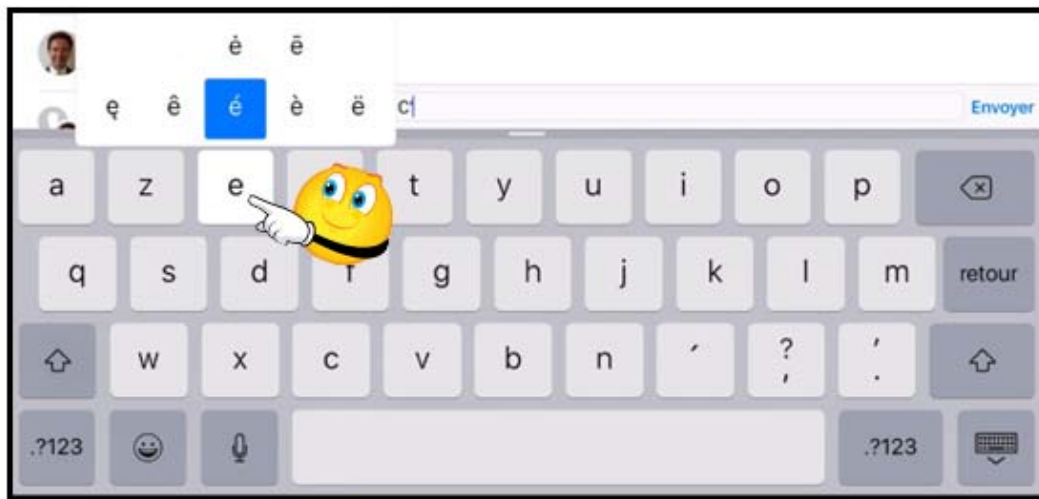 ė ē
ę ê é è ë c' Envoyer
a z e t y u i o p
q s d f g h j k l m retour
w x c v b n ´ ? , ' .
.?123 .?123